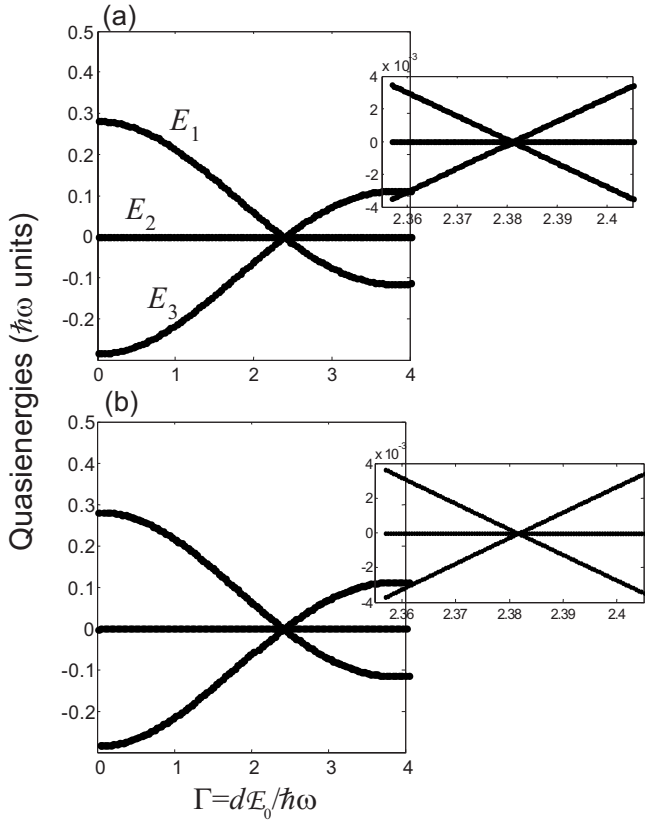 (a)
0.5
0.4
0.3
0.2
0.1
0
-0.1
-0.2
0 1 2 3 4
E₁
E₂
E₃
x 10⁻³
4
2
0
-2
-4
2.36 2.37 2.38 2.39 2.4
Quasienergies (ℏω units)
(b)
0.5
0.4
0.3
0.2
0.1
0
-0.1
-0.2
0 1 2 3 4
x 10⁻³
4
2
0
-2
-4
2.36 2.37 2.38 2.39 2.4
Γ=dℰ₀/ℏω